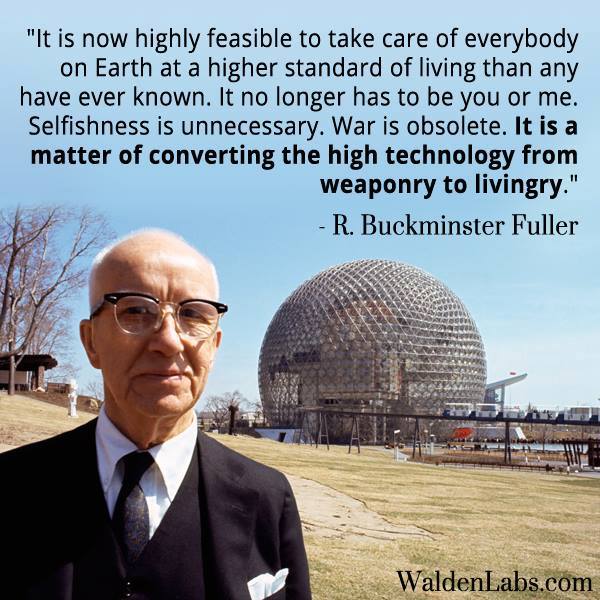 "It is now highly feasible to take care of everybody
on Earth at a higher standard of living than any
have ever known. It no longer has to be you or me.
Selfishness is unnecessary. War is obsolete. It is a
matter of converting the high technology from
weaponry to livingry."
- R. Buckminster Fuller
WaldenLabs.com